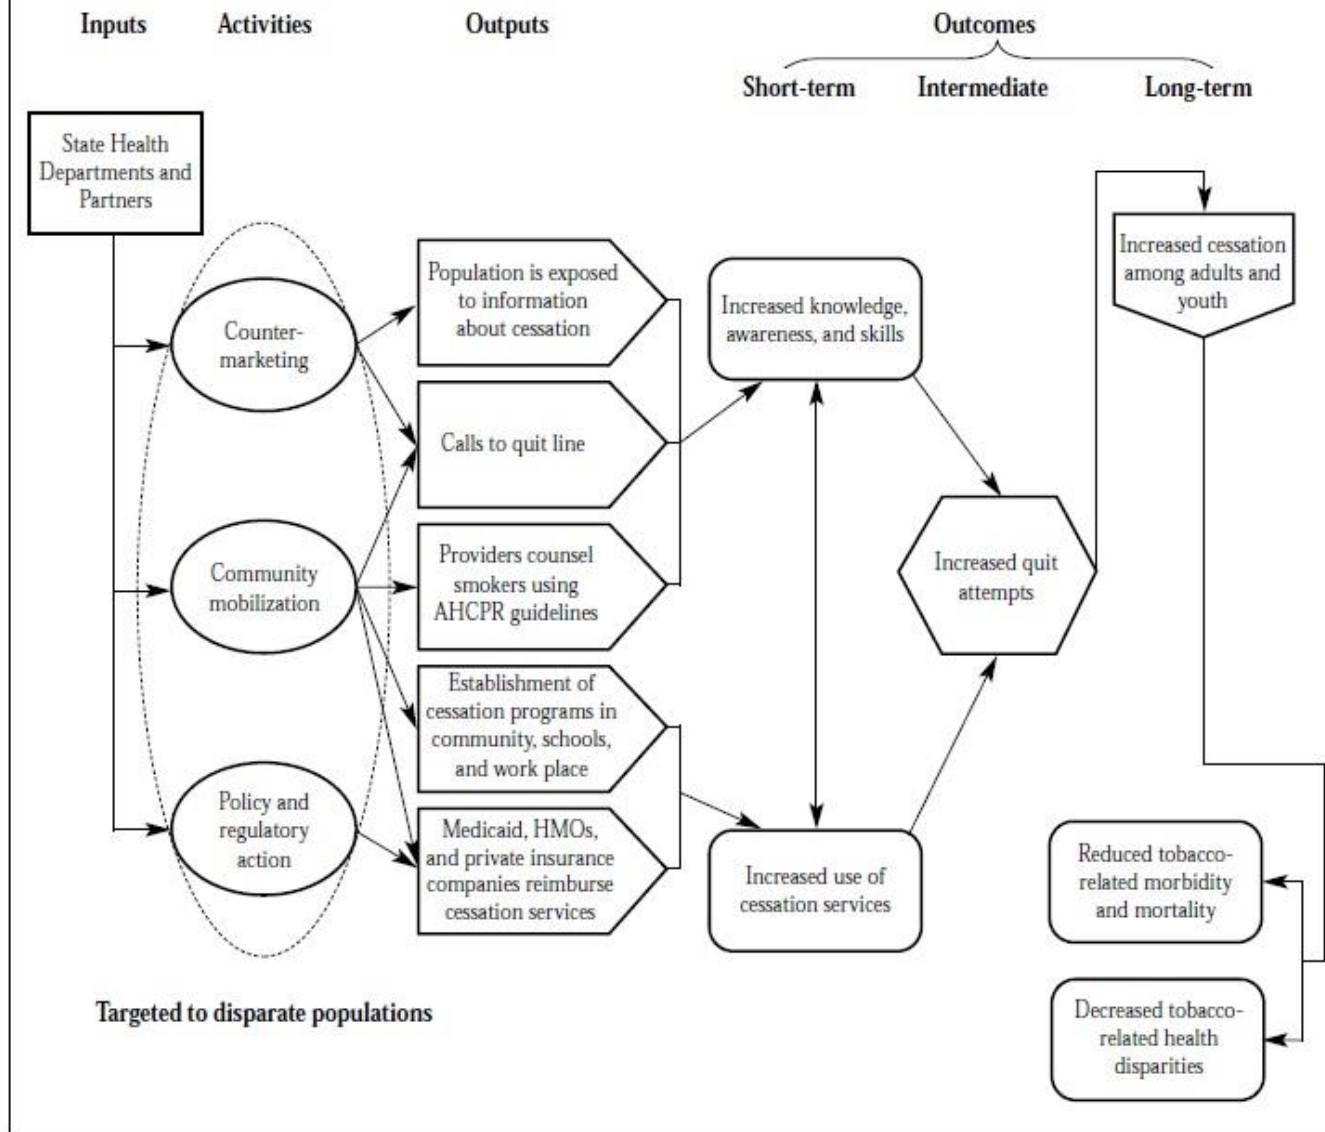 Inputs
Activities
Outputs
Outcomes
Short-term
Intermediate
Long-term
State Health
Departments and
Partners
Counter-
marketing
Community
mobilization
Policy and
regulatory
action
Population is exposed
to information
about cessation
Calls to quit line
Providers counsel
smokers using
AHCPR guidelines
Establishment of
cessation programs in
community, schools,
and work place
Medicaid, HMOs,
and private insurance
companies reimburse
cessation services
Increased knowledge,
awareness, and skills
Increased use of
cessation services
Increased quit
attempts
Increased cessation
among adults and
youth
Reduced tobacco-
related morbidity
and mortality
Decreased tobacco-
related health
disparities
Targeted to disparate populations